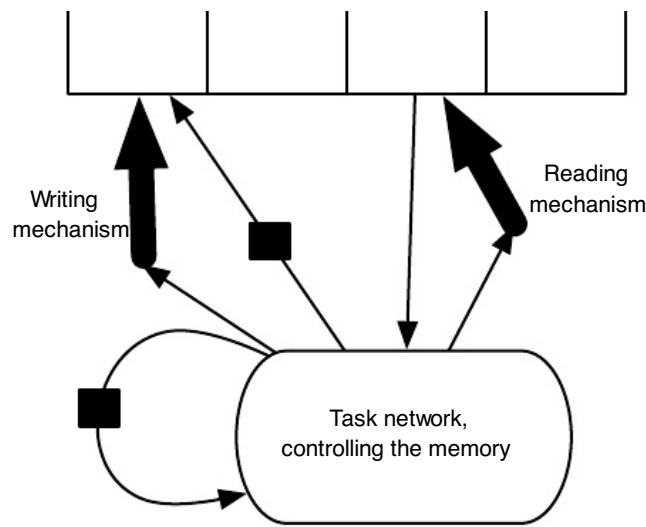 Writing
mechanism
Reading
mechanism
Task network,
controlling the memory